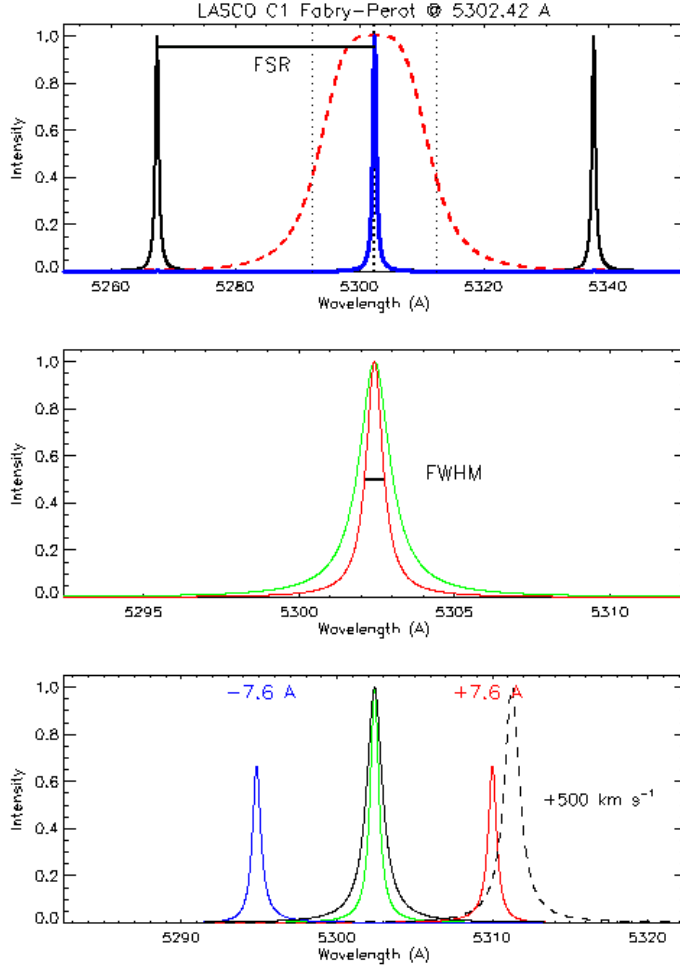 LASCO C1 Fabry-Perot @ 5302.42 A
1.0
0.8
0.6
0.4
0.2
0.0
Intensity
FSR
5260 5280 5300 5320 5340
Wavelength (A)
1.0
0.8
0.6
0.4
0.2
0.0
Intensity
FWHM
5295 5300 5305 5310
Wavelength (A)
1.0
0.8
0.6
0.4
0.2
0.0
Intensity
−7.6 A +7.6 A
+500 km s⁻¹
5290 5300 5310 5320
Wavelength (A)